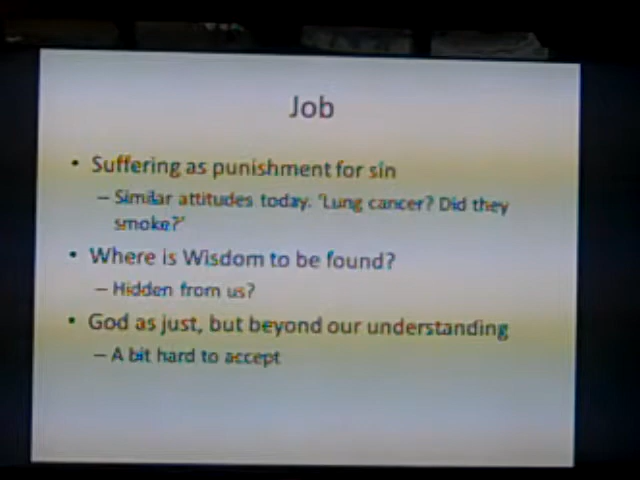 Job
• Suffering as punishment for sin
– Similar attitudes today. 'Lung cancer? Did they
smoke?'
• Where is Wisdom to be found?
– Hidden from us?
• God as just, but beyond our understanding
– A bit hard to accept